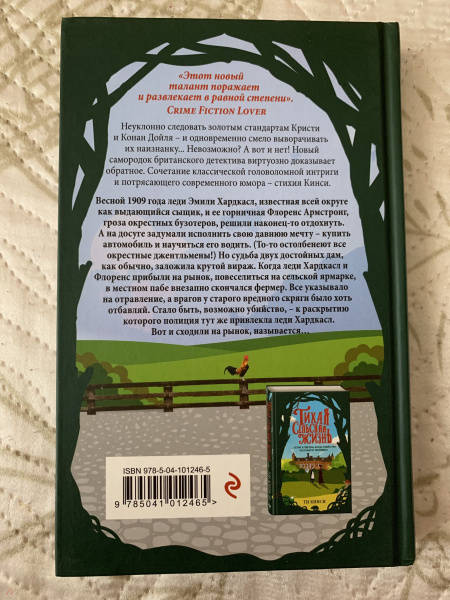 «Этот новый
талант поражает
и развлекает в равной степени».
CRIME FICTION LOVER
Неуклонно следовать золотым стандартам Кристи
и Конан Дойля – и одновременно смело выворачивать
их наизнанку... Невозможно? А вот и нет! Новый
самородок британского детектива виртуозно доказывает
обратное. Сочетание классической головоломной интриги
и потрясающего современного юмора – стихия Кинси.
Весной 1909 года леди Эмили Хардкасл, известная всей округе
как выдающийся сыщик, и ее горничная Флоренс Армстронг,
гроза окрестных бузотеров, решили наконец-то отдохнуть.
А на досуге задумали исполнить свою давнюю мечту – купить
автомобиль и научиться его водить. (То-то остолбенеют все
окрестные джентльмены!) Но судьба двух достойных дам,
как обычно, заложила крутой вираж. Когда леди Хардкасл и
Флоренс прибыли на рынок, повеселиться на сельской ярмарке,
в местном пабе внезапно скончался фермер. Все указывало
на отравление, а врагов у старого вредного скряги было хоть
отбавляй. Стало быть, возможно убийство, – к раскрытию
которого полиция тут же привлекла леди Хардкасл.
Вот и сходили на рынок, называется...
ТИХАЯ
СЕЛЬСКАЯ
ЖИЗНЬ
ТИ КИНСИ
ISBN 978-5-04-101246-5
9 785041 012465 >